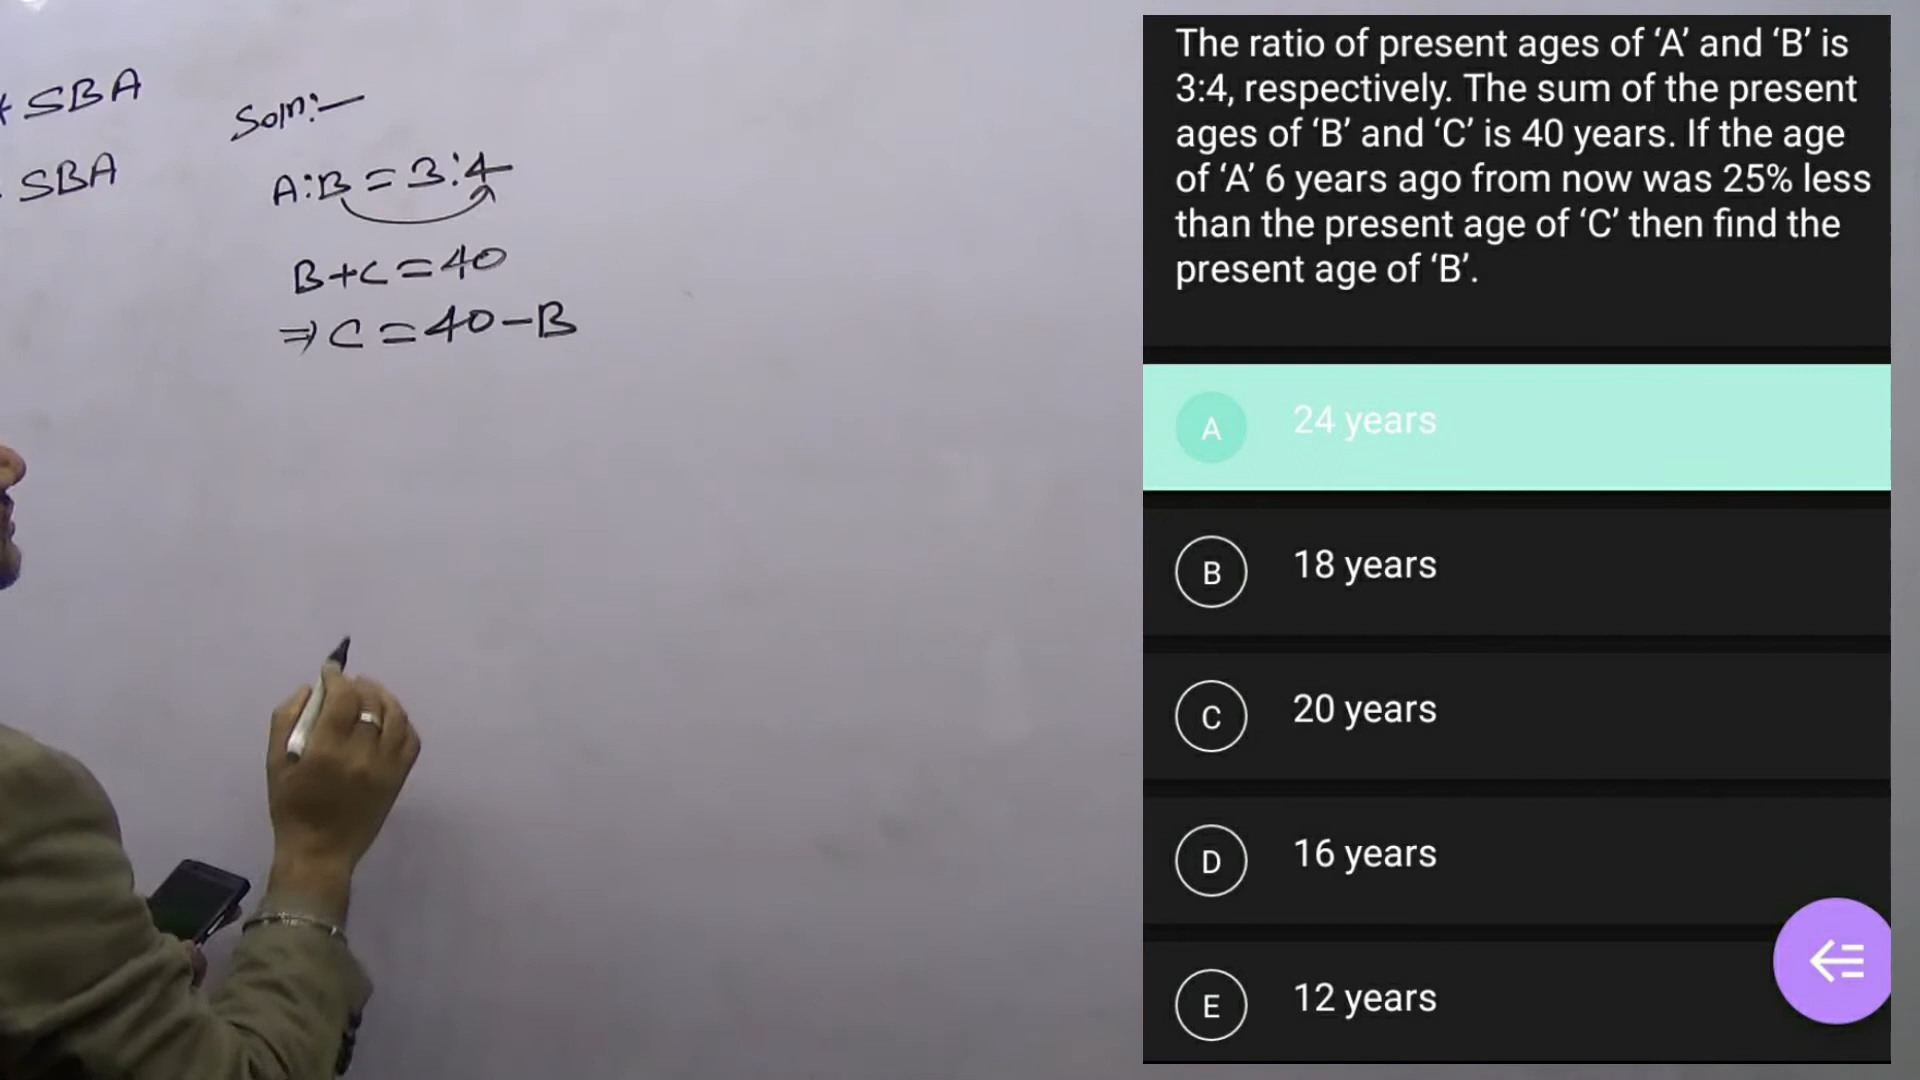 + SBA
SBA
Soln:-
A:B = 3:4
B+C=40
⇒ C = 40-B
The ratio of present ages of ‘A’ and ‘B’ is
3:4, respectively. The sum of the present
ages of ‘B’ and ‘C’ is 40 years. If the age
of ‘A’ 6 years ago from now was 25% less
than the present age of ‘C’ then find the
present age of ‘B’.
A 24 years
B 18 years
C 20 years
D 16 years
E 12 years